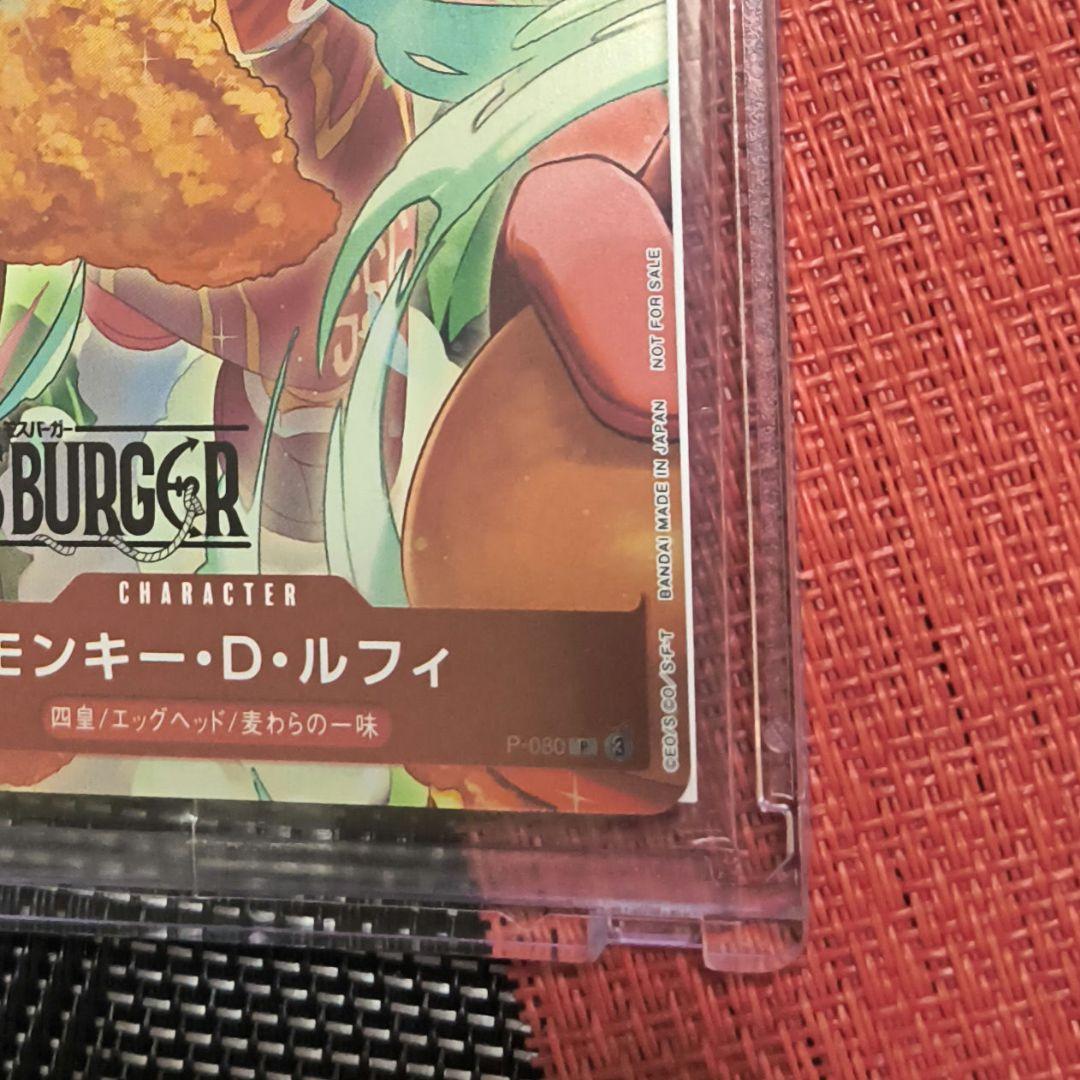 モスバーガー
BURGER
CHARACTER
モンキー・D・ルフィ
四皇/エッグヘッド/麦わらの一味
P-080 P 3
©EO/S CO/S·F·T BANDAI MADE IN JAPAN NOT FOR SALE